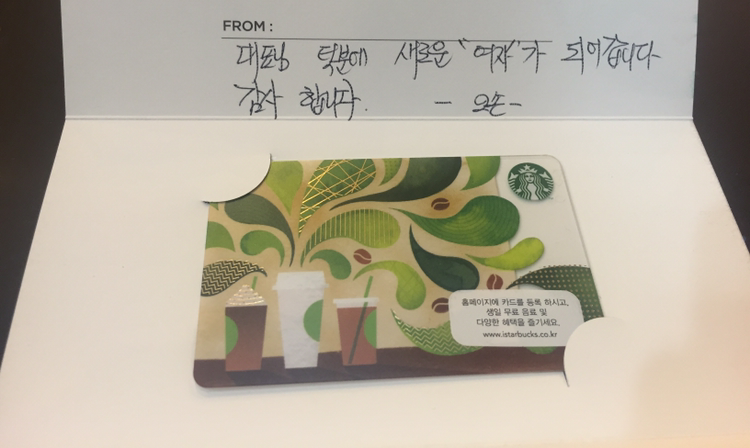 FROM :
대표님 덕분에 새로운 "여자"가 되어갑니다
감사 합니다.
홈페이지에 카드를 등록 하시고,
생일 무료 음료 및
다양한 혜택을 즐기세요.
www.istarbucks.co.kr